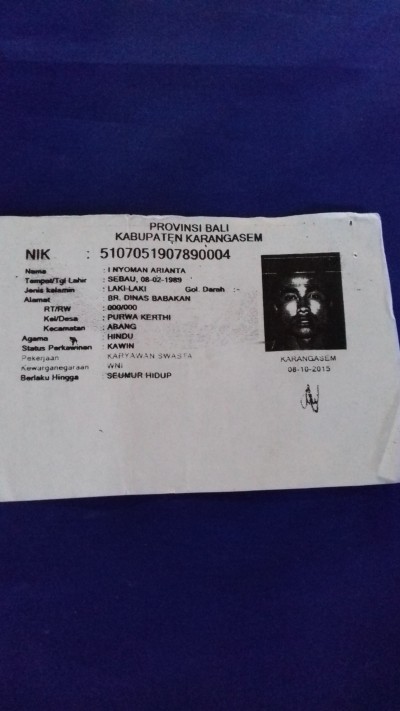 PROVINSI BALI
KABUPATEN KARANGASEM
NIK : 5107051907890004
Nama : I NYOMAN ARIANTA
Tempat/Tgl Lahir : SEBAU, 08-02-1989
Jenis kelamin : LAKI-LAKI Gol. Darah :-
Alamat BR. DINAS BABAKAN
RT/RW : 000/000
Kel/Desa : PURWA KERTHI
Kecamatan : ABANG
Agama : HINDU
Status Perkawinan : KAWIN
Pekerjaan KARYAWAN SWASTA
Kewarganegaraan WNI
Berlaku Hingga : SEUMUR HIDUP
KARANGASEM
08-10-2015